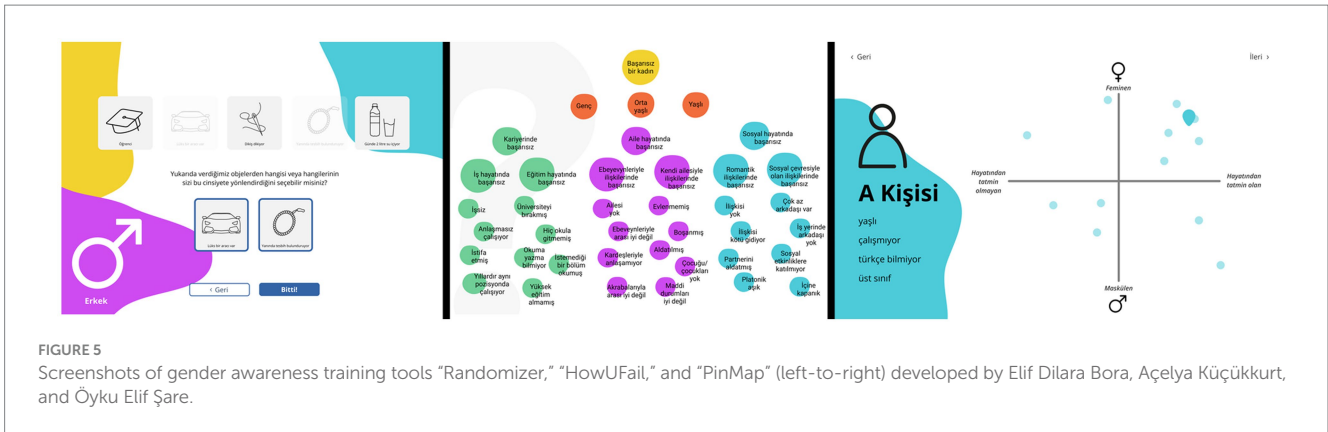 Öğrenci
Dikiş dikiyor
Günde 2 litre su içiyor
Yukarıda verdiğimiz objelerden hangisi veya hangilerinin
sizi bu cinsiyete yönlendirdiğini seçebilir misiniz?
Lüks bir aracı var
Yanında tesbih bulunduruyor
Erkek
‹ Geri
Bitti!
Başarısız
bir kadın
Genç
Orta
yaşlı
Yaşlı
Kariyerinde
başarısız
Aile hayatında
başarısız
Sosyal hayatında
başarısız
İş hayatında
başarısız
Eğitim hayatında
başarısız
Ebeyevynleriyle
ilişkilerinde
başarısız
Kendi ailesiyle
ilişkilerinde
başarısız
Romantik
ilişkilerinde
başarısız
Sosyal çevresiyle
olan ilişkilerinde
başarısız
İşsiz
Üniversiteyi
bırakmış
Ailesi
yok
Evlenmemiş
İlişkisi
yok
Çok az
arkadaşı var
Anlaşmasız
çalışıyor
Hiç okula
gitmemiş
Ebeveynleriyle
arası iyi değil
Boşanmış
İlişkisi
kötü gidiyor
İş yerinde
arkadaşı
yok
İstifa
etmiş
Okuma
yazma
bilmiyor
İstemediği
bir bölüm
okumuş
Kardeşleriyle
anlaşamıyor
Aldatılmış
Çocuğu/
çocukları
yok
Partnerini
aldatmış
Sosyal
etkinliklere
katılmıyor
Yıllardır aynı
pozisyonda
çalışıyor
Yüksek
eğitim
almamış
Akrabalarıyla
arası iyi değil
Maddi
durumları
iyi değil
Platonik
aşık
İçine
kapanık
‹ Geri
İleri ›
A Kişisi
yaşlı
çalışmıyor
türkçe bilmiyor
üst sınıf
Feminen
Hayatından
tatmin
olmayan
Hayatından
tatmin olan
Maskülen
FIGURE 5
Screenshots of gender awareness training tools “Randomizer,” “HowUFail,” and “PinMap” (left-to-right) developed by Elif Dilara Bora, Açelya Küçükkurt,
and Öyku Elif Şare.